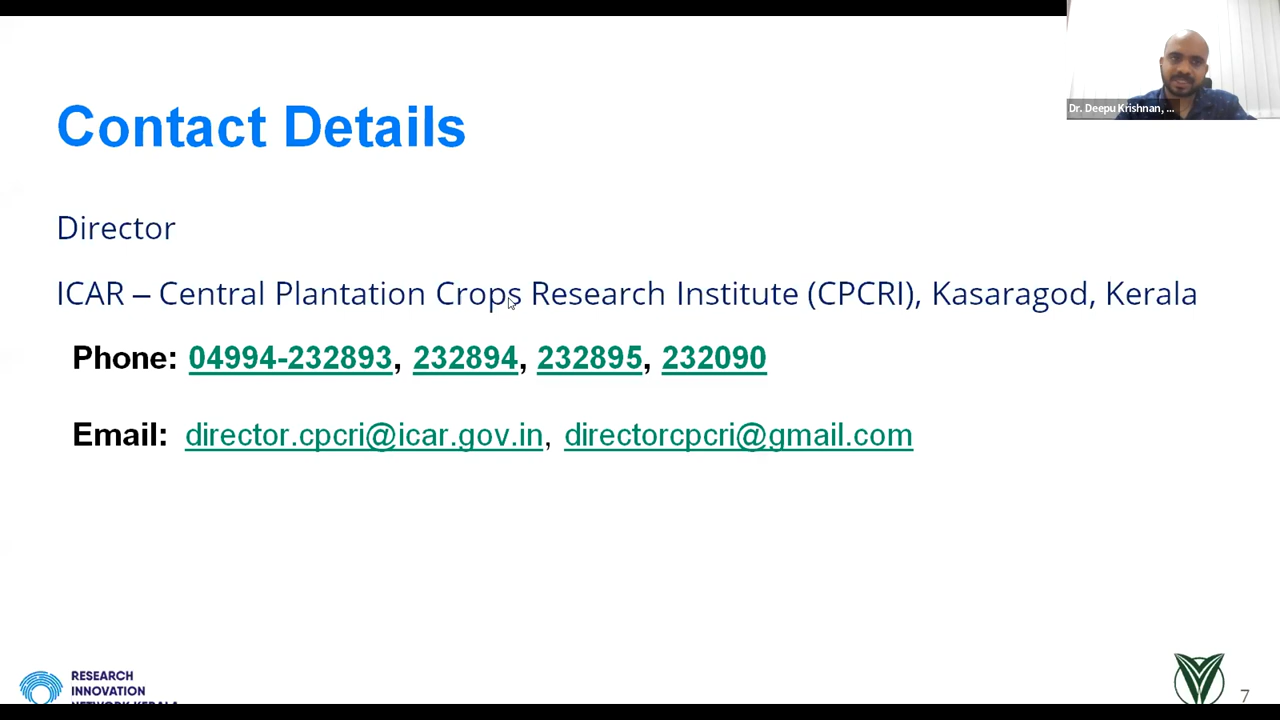 Dr. Deepu Krishnan, ...
Contact Details
Director
ICAR – Central Plantation Crops Research Institute (CPCRI), Kasaragod, Kerala
Phone: 04994-232893, 232894, 232895, 232090
Email: director.cpcri@icar.gov.in, directorcpcri@gmail.com
RESEARCH
INNOVATION
NETWORK KERALA
7